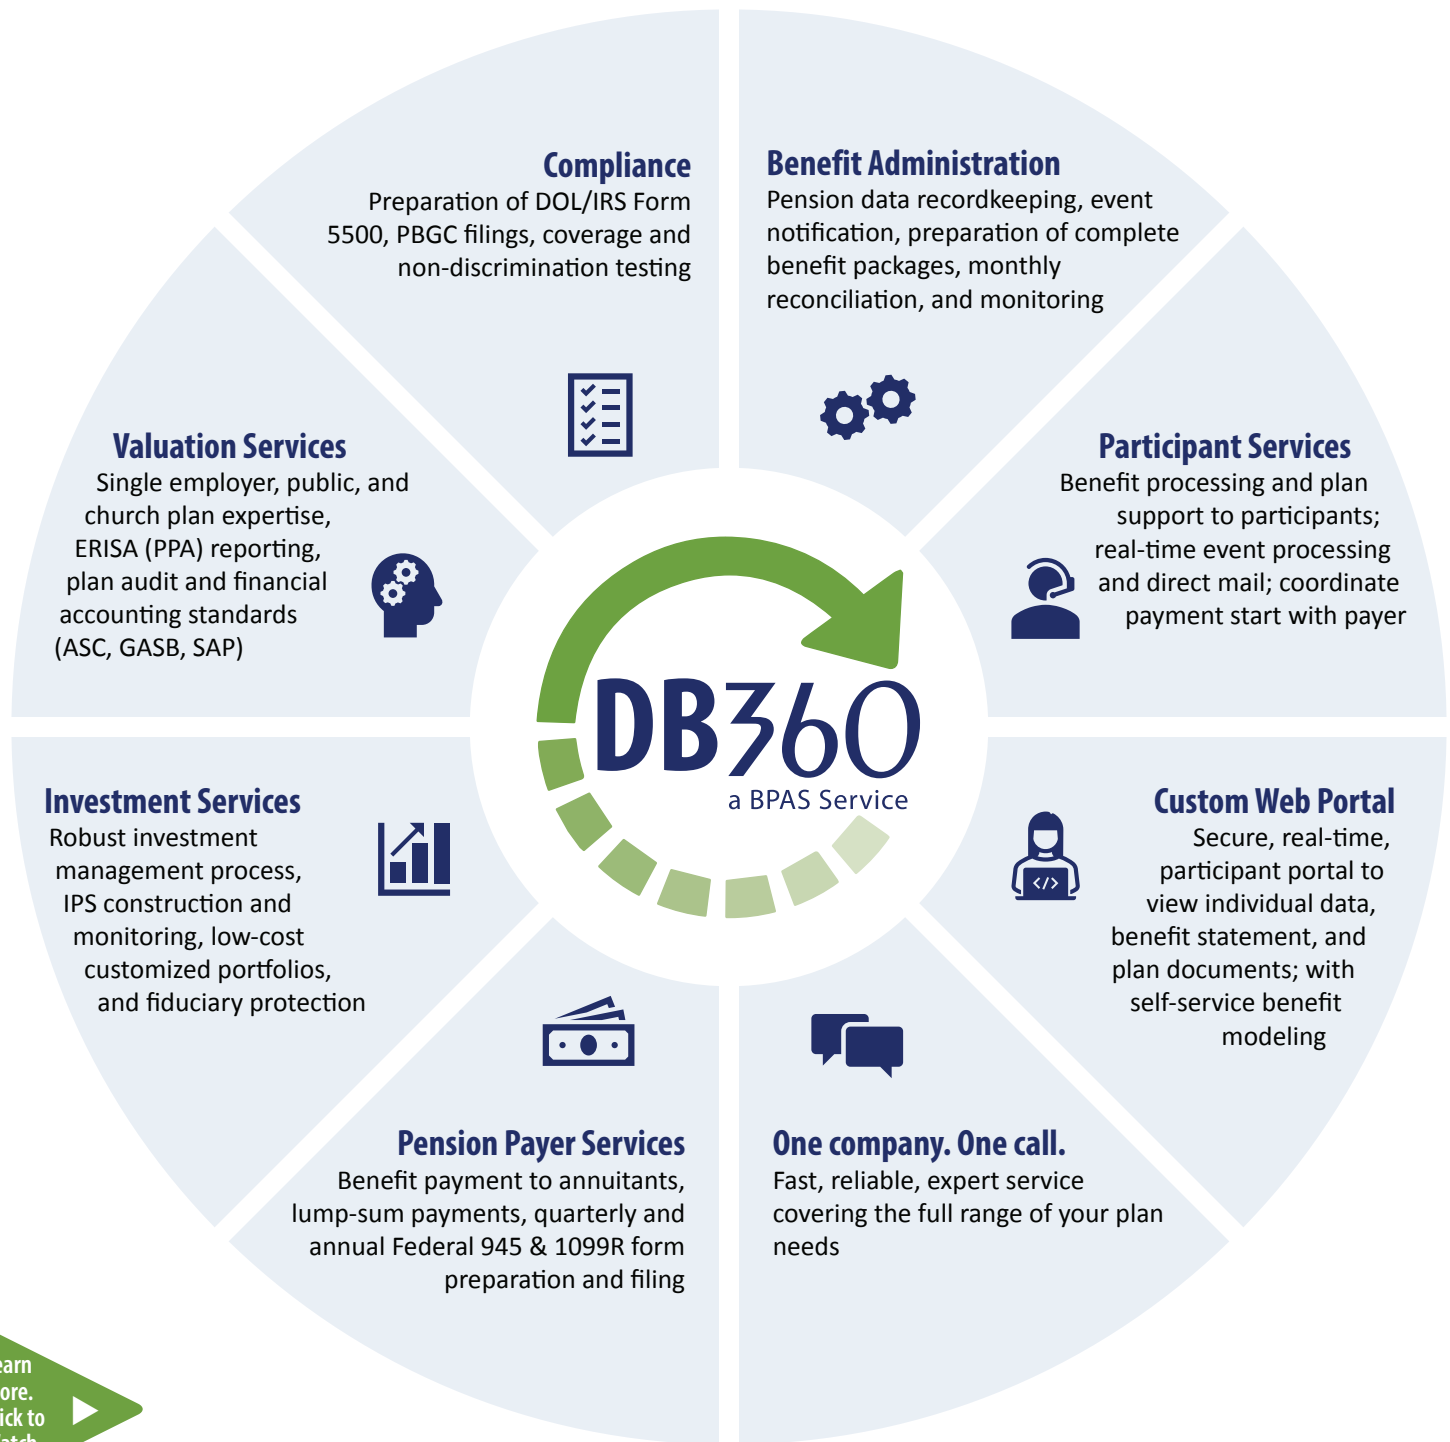 Compliance
Preparation of DOL/IRS Form
5500, PBGC filings, coverage and
non-discrimination testing
Benefit Administration
Pension data recordkeeping, event
notification, preparation of complete
benefit packages, monthly
reconciliation, and monitoring
Valuation Services
Single employer, public, and
church plan expertise,
ERISA (PPA) reporting,
plan audit and financial
accounting standards
(ASC, GASB, SAP)
Participant Services
Benefit processing and plan
support to participants;
real-time event processing
and direct mail; coordinate
payment start with payer
DB360
a BPAS Service
Investment Services
Robust investment
management process,
IPS construction and
monitoring, low-cost
customized portfolios,
and fiduciary protection
Custom Web Portal
Secure, real-time,
participant portal to
view individual data,
benefit statement, and
plan documents; with
self-service benefit
modeling
</>
Pension Payer Services
Benefit payment to annuitants,
lump-sum payments, quarterly and
annual Federal 945 & 1099R form
preparation and filing
One company. One call.
Fast, reliable, expert service
covering the full range of your plan
needs
earn
ore.
ick to